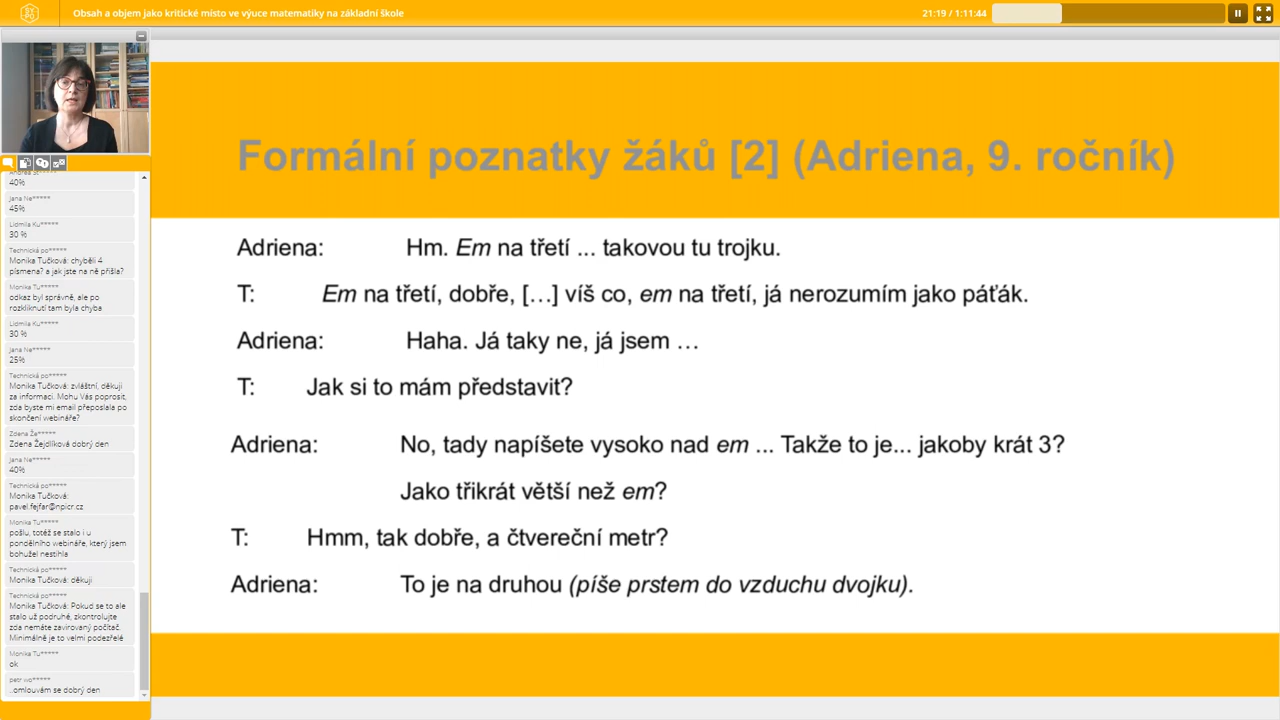 Obsah a objem jako kritické místo ve výuce matematiky na základní škole
21:19 / 1:11:44
Formální poznatky žáků [2] (Adriena, 9. ročník)
Adriena: Hm. Em na třetí ... takovou tu trojku.
T: Em na třetí, dobře, […] víš co, em na třetí, já nerozumím jako páťák.
Adriena: Haha. Já taky ne, já jsem …
T: Jak si to mám představit?
Adriena: No, tady napíšete vysoko nad em ... Takže to je... jakoby krát 3?
Jako třikrát větší než em?
T: Hmm, tak dobře, a čtvereční metr?
Adriena: To je na druhou (píše prstem do vzduchu dvojku).
40%
Jana Ne*****
45%
Lidmila Ku*****
30 %
Technická po*****
Monika Tučková: chyběli 4
písmena? a jak jste na ně přišla?
Monika Tu*****
odkaz byl správně, ale po
rozkliknutí tam byla chyba
Lidmila Ku*****
30 %
Jana Ne*****
25%
Technická po*****
Monika Tučková: zvláštní, děkuji
za informaci. Mohu Vás poprosit,
zda byste mi email přeposlala po
skončení webináře?
Zdena Že*****
Zdena Žejdlíková dobrý den
Jana Ne*****
40%
Technická po*****
Monika Tučková:
pavel.fejfar@npicr.cz
Monika Tu*****
pošlu, totéž se stalo i u
pondělního webináře, který jsem
bohužel nestihla
Technická po*****
Monika Tučková: děkuji
Technická po*****
Monika Tučková: Pokud se to ale
stalo už podruhé, zkontrolujte
zda nemáte zavirovaný počítač.
Minimálně je to velmi podezřelé
Monika Tu*****
ok
petr wo*****
..omlouvám se dobrý den